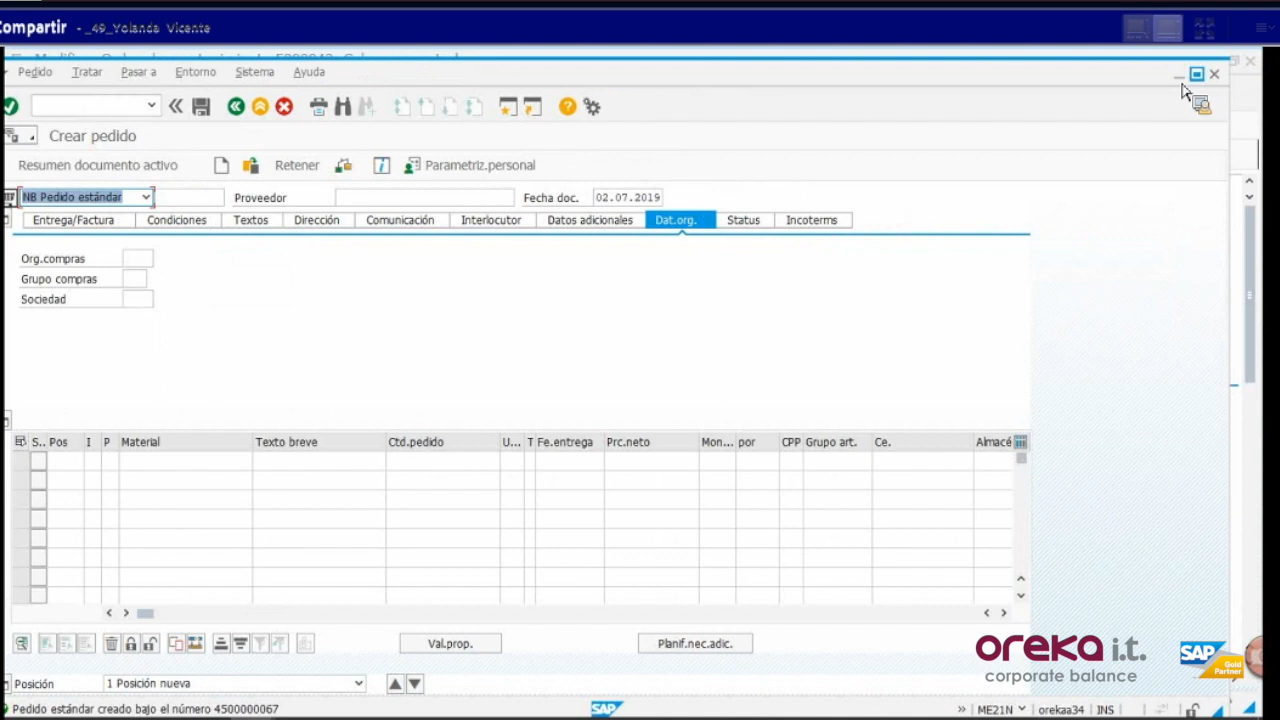 Compartir - _49_Yolanda Vicente
Pedido Tratar Pasar a Entorno Sistema Ayuda
Crear pedido
Resumen documento activo Retener Parametriz.personal
NB Pedido estándar Proveedor Fecha doc. 02.07.2019
Entrega/Factura Condiciones Textos Dirección Comunicación Interlocutor Datos adicionales Dat.org. Status Incoterms
Org.compras
Grupo compras
Sociedad
S.. Pos I P Material Texto breve Ctd.pedido U... T Fe.entrega Prc.neto Mon... por CPP Grupo art. Ce. Almacé
Val.prop. Planif.nec.adic.
oreka i.t.
corporate balance
SAP
Gold
Partner
Posición 1 Posición nueva
Pedido estándar creado bajo el número 4500000067 SAP ME21N orekaa34 INS